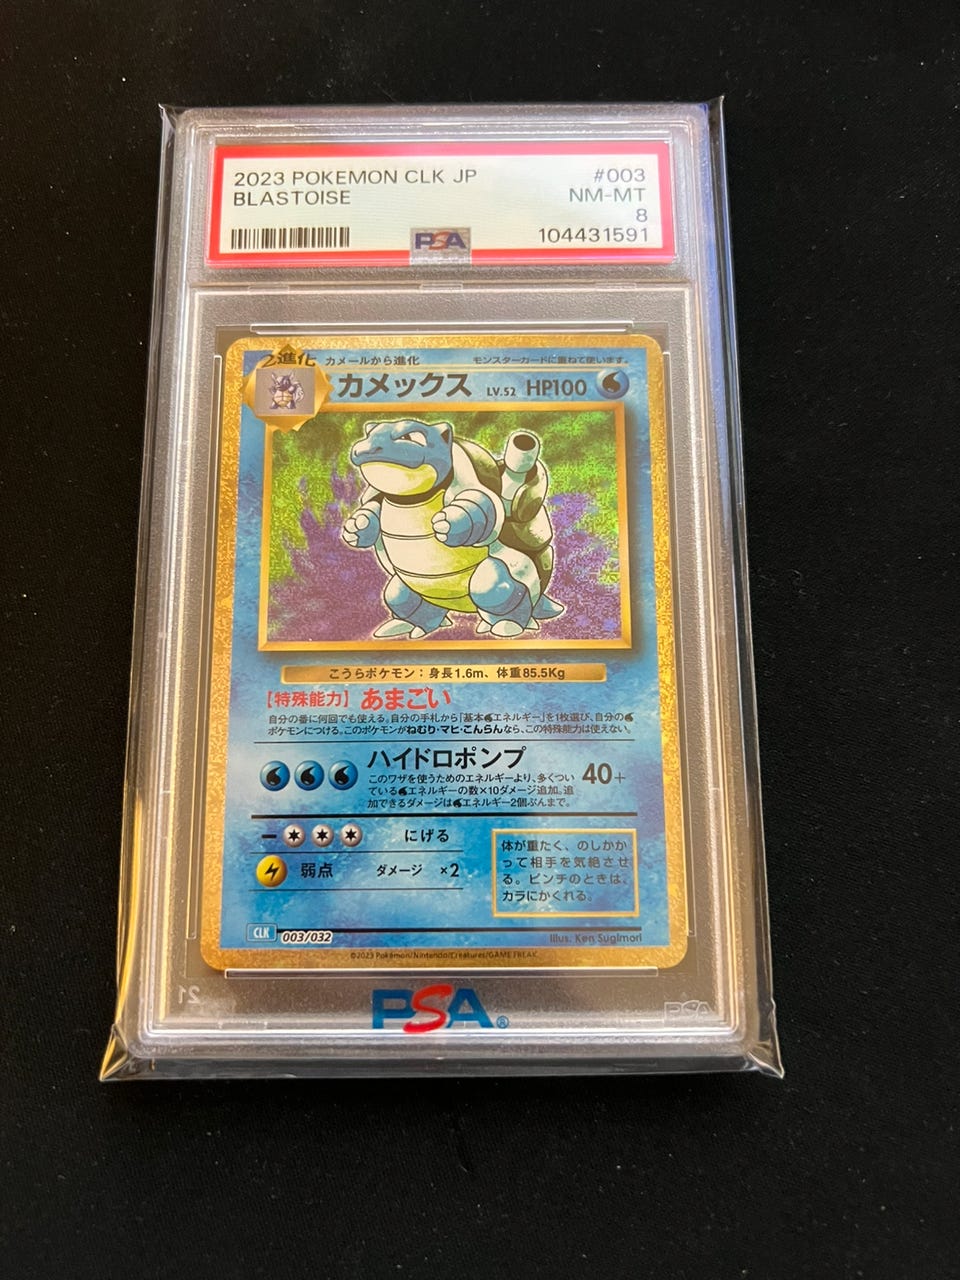 2023 POKEMON CLK JP #003
BLASTOISE NM-MT
8
PSA 104431591
2進化 カメールから進化 モンスターカードに重ねて使います。
カメックス LV.52 HP100
こうらポケモン：身長1.6m、体重85.5Kg
【特殊能力】あまごい
自分の番に何回でも使える。自分の手札から「基本エネルギー」を1枚選び、自分の
ポケモンにつける。このポケモンがねむり・マヒ・こんらんなら、この特殊能力は使えない。
ハイドロポンプ
このワザを使うためのエネルギーより、多くつい
ているエネルギーの数×10ダメージ追加。追
加できるダメージはエネルギー2個ぶんまで。
40+
にげる
弱点 ダメージ ×2
体が重たく、のしかか
って相手を気絶させ
る。ピンチのときは、
カラにかくれる。
CLK 003/032
Illus. Ken Sugimori
©2023 Pokémon/Nintendo/Creatures/GAME FREAK.
PSA®
PSA